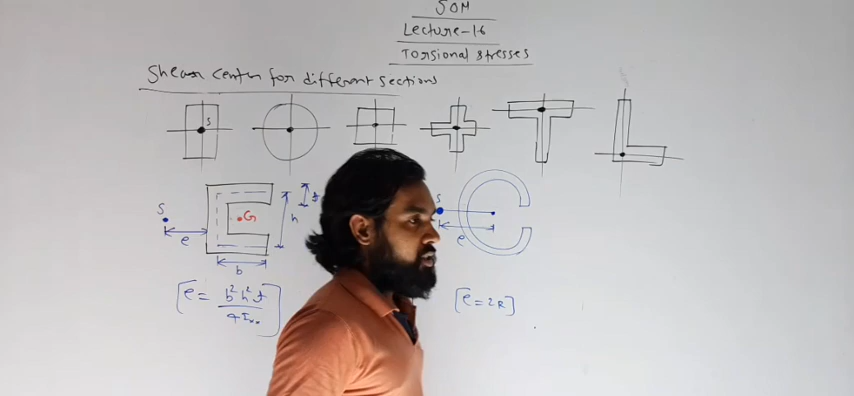 SOM
Lecture-16
Torsional stresses
Shear center for different sections
S
S
e
G
b
h
t
S
e
[e = b²h²t / 4Ixx]
[e = 2R]